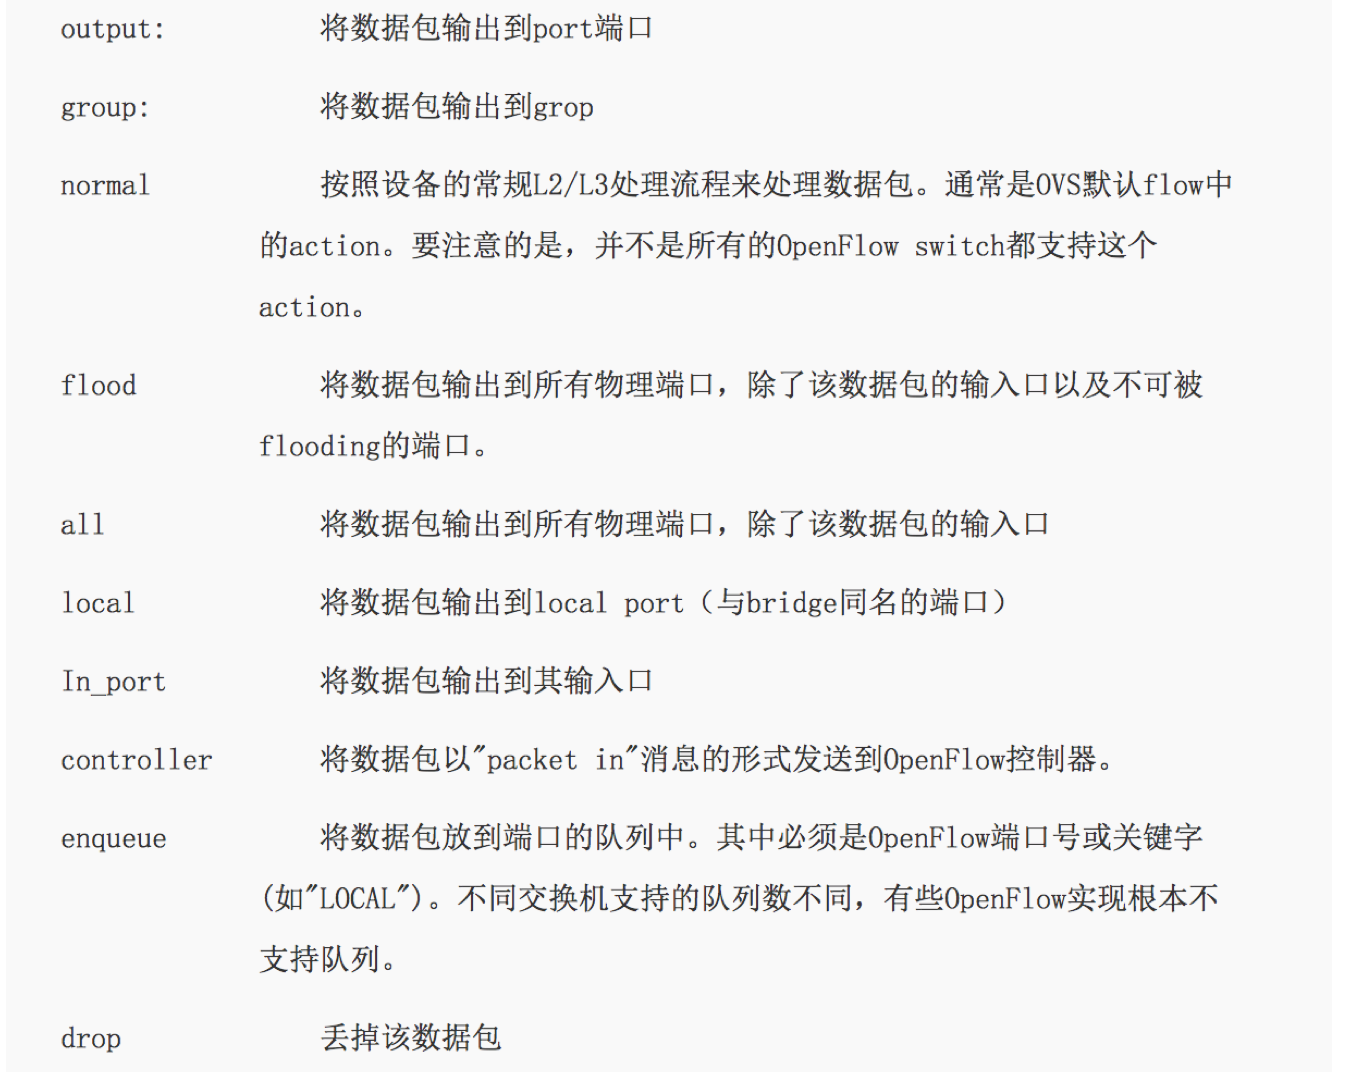 output: 将数据包输出到port端口
group: 将数据包输出到grop
normal 按照设备的常规L2/L3处理流程来处理数据包。通常是OVS默认flow中
的action。要注意的是，并不是所有的OpenFlow switch都支持这个
action。
flood 将数据包输出到所有物理端口，除了该数据包的输入口以及不可被
flooding的端口。
all 将数据包输出到所有物理端口，除了该数据包的输入口
local 将数据包输出到local port（与bridge同名的端口）
In_port 将数据包输出到其输入口
controller 将数据包以"packet in"消息的形式发送到OpenFlow控制器。
enqueue 将数据包放到端口的队列中。其中必须是OpenFlow端口号或关键字
(如"LOCAL")。不同交换机支持的队列数不同，有些OpenFlow实现根本不
支持队列。
drop 丢掉该数据包